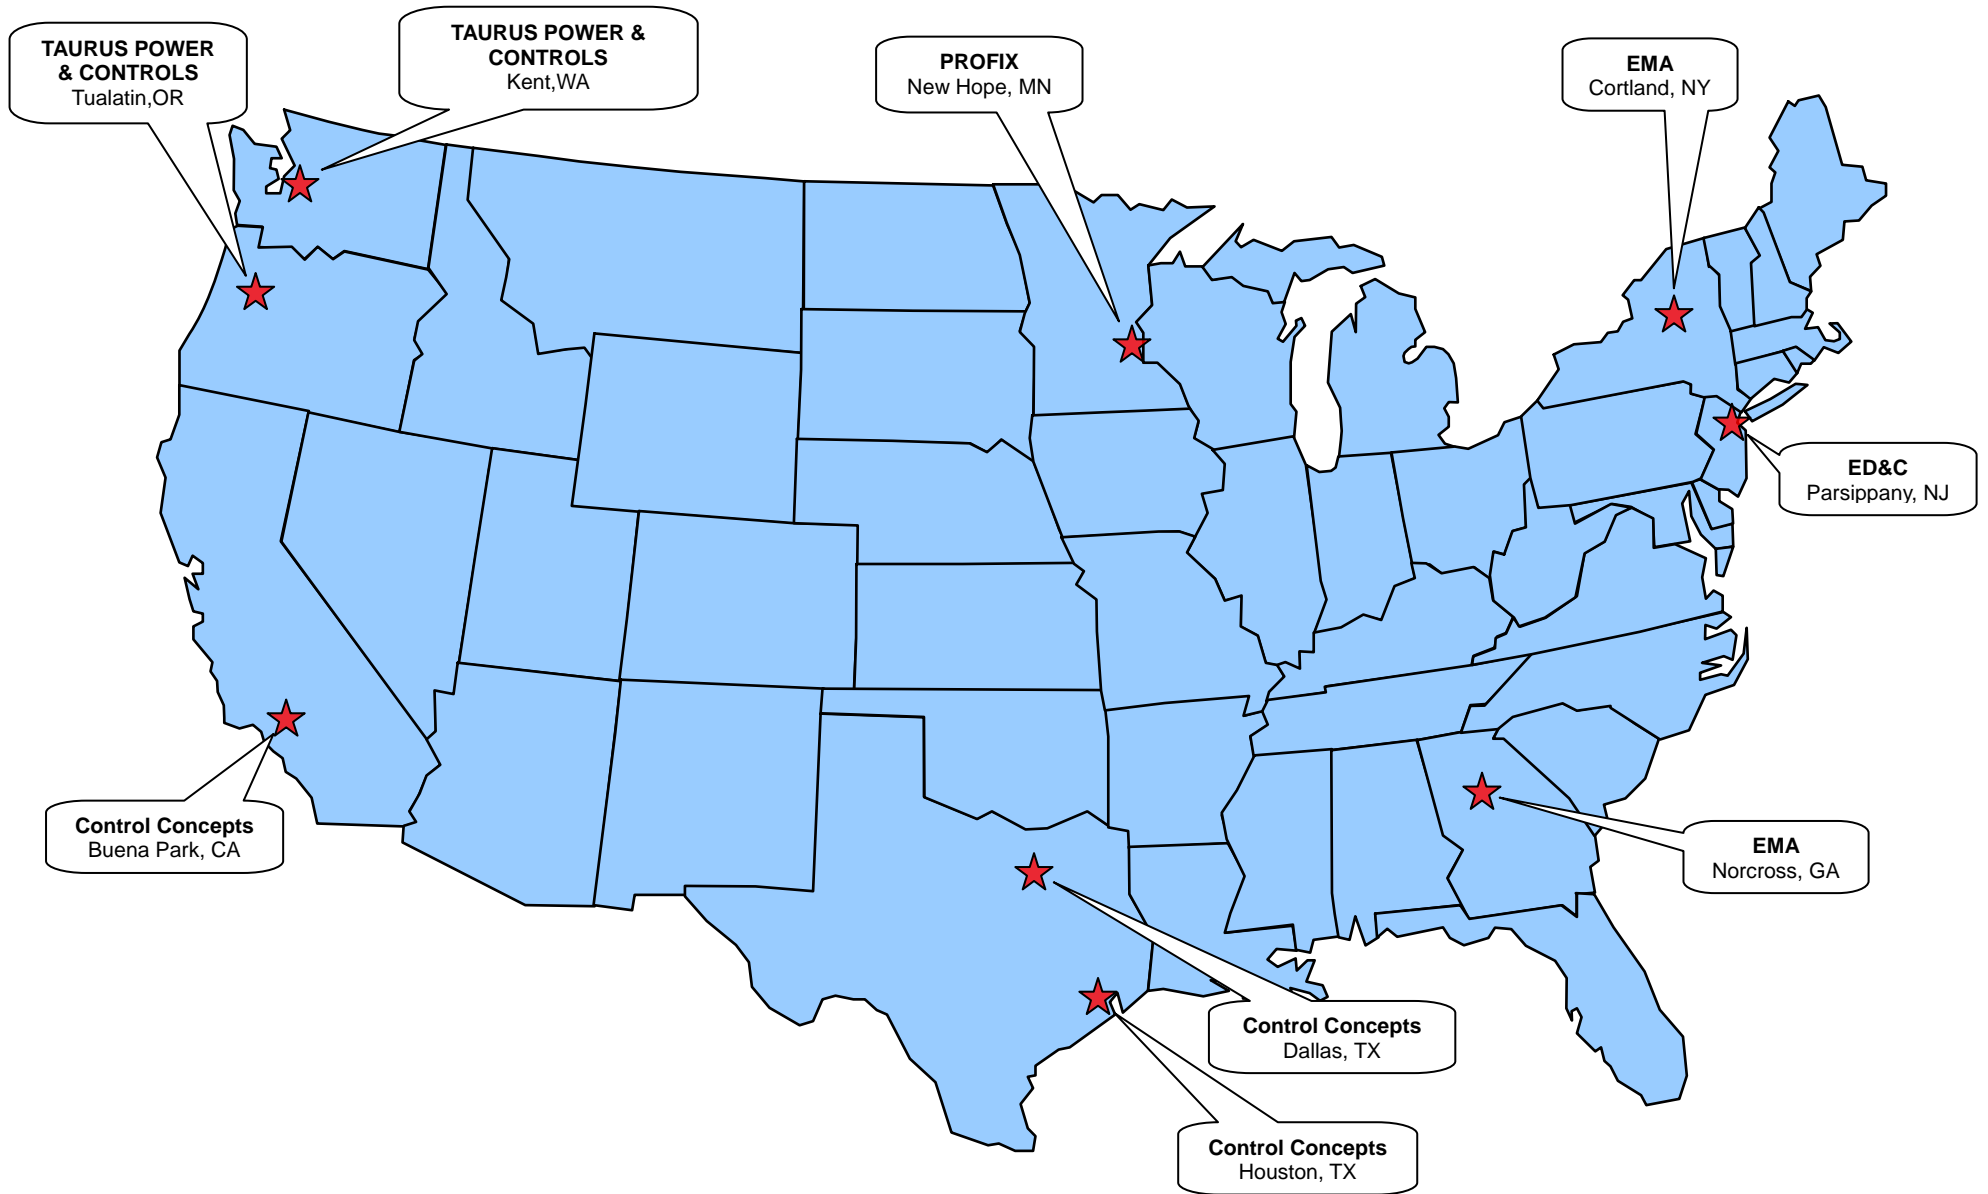 TAURUS POWER
& CONTROLS
Tualatin,OR
TAURUS POWER &
CONTROLS
Kent,WA
PROFIX
New Hope, MN
EMA
Cortland, NY
ED&C
Parsippany, NJ
Control Concepts
Buena Park, CA
EMA
Norcross, GA
Control Concepts
Dallas, TX
Control Concepts
Houston, TX